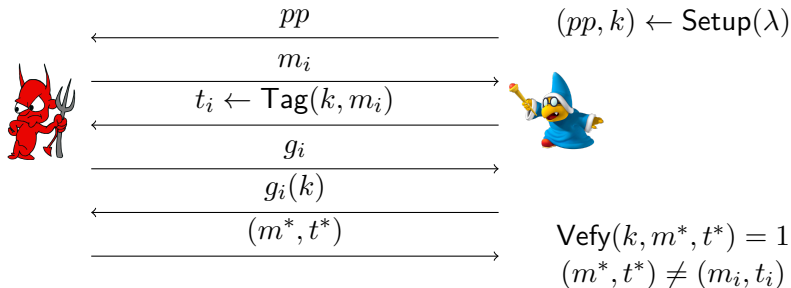 pp
(pp, k) ← Setup(λ)
m_i
t_i ← Tag(k, m_i)
g_i
g_i(k)
(m*, t*)
Vefy(k, m*, t*) = 1
(m*, t*) ≠ (m_i, t_i)